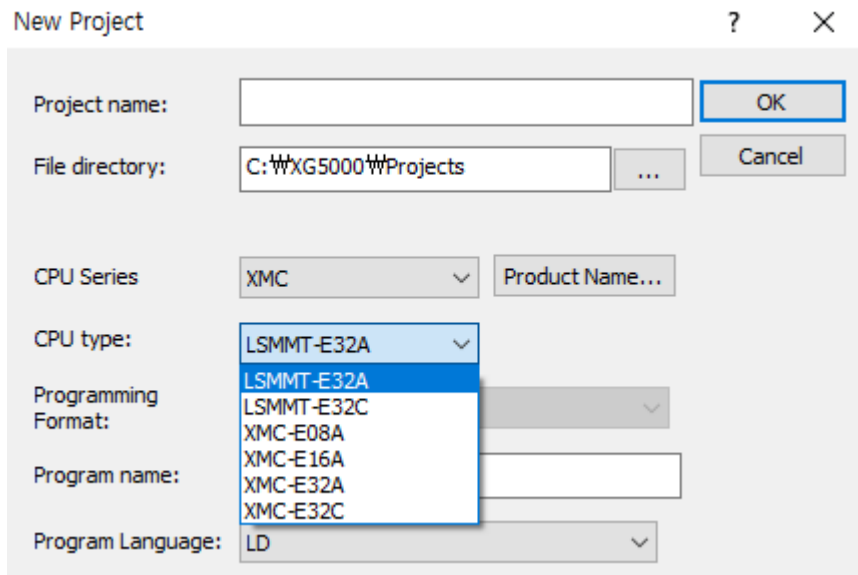 New Project ? ×
Project name: OK
File directory: C:₩XG5000₩Projects ... Cancel
CPU Series XMC Product Name...
CPU type: LSMMT-E32A
LSMMT-E32A
LSMMT-E32C
XMC-E08A
XMC-E16A
XMC-E32A
XMC-E32C
Programming
Format:
Program name:
Program Language: LD